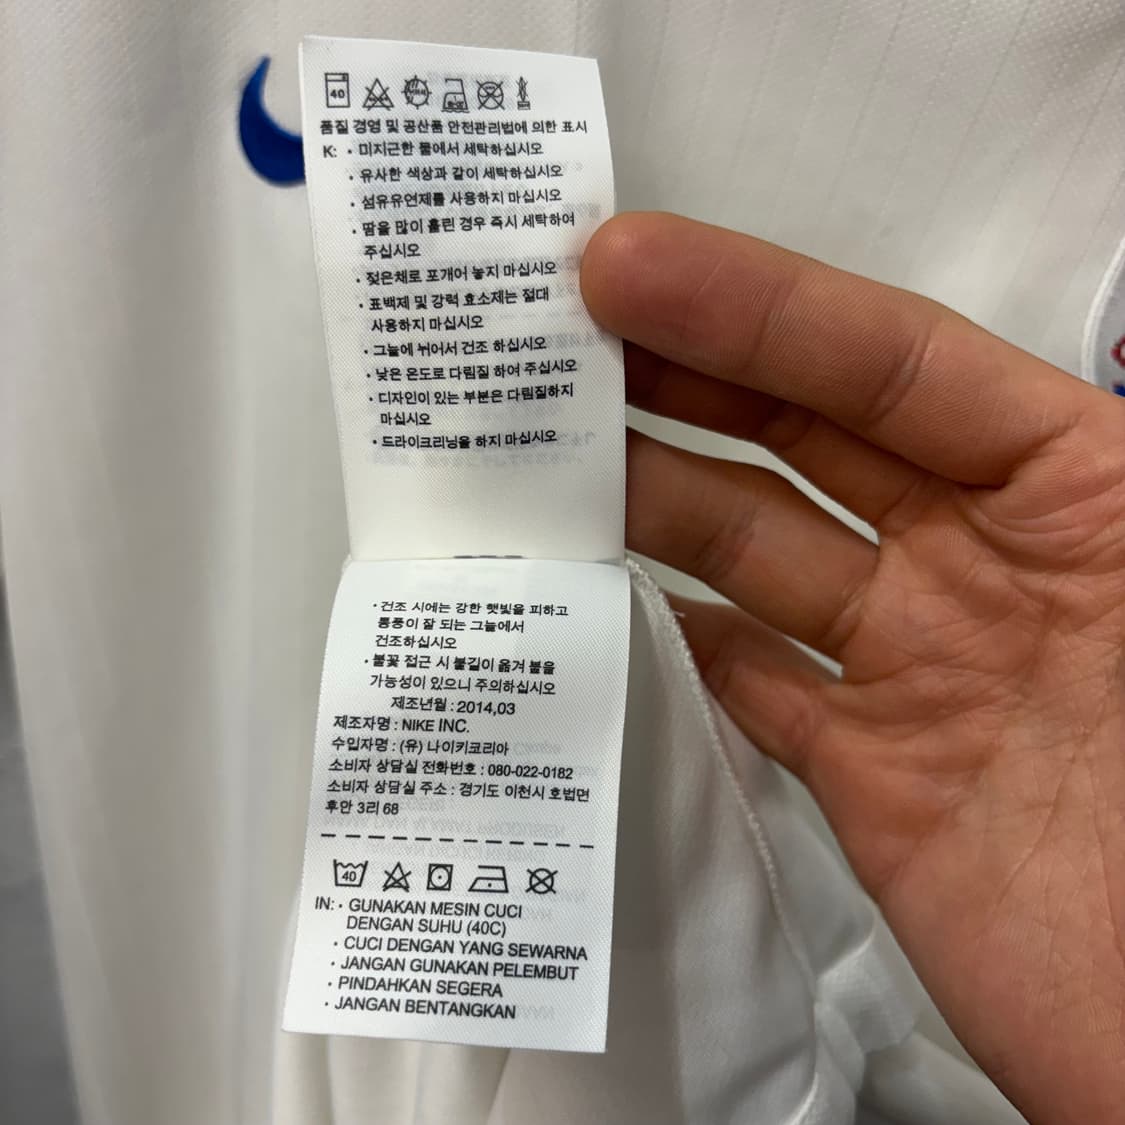 40
품질 경영 및 공산품 안전관리법에 의한 표시
K: • 미지근한 물에서 세탁하십시오
• 유사한 색상과 같이 세탁하십시오
• 섬유유연제를 사용하지 마십시오
• 땀을 많이 흘린 경우 즉시 세탁하여
주십시오
• 젖은채로 포개어 놓지 마십시오
• 표백제 및 강력 효소제는 절대
사용하지 마십시오
• 그늘에 뉘어서 건조 하십시오
• 낮은 온도로 다림질 하여 주십시오
• 디자인이 있는 부분은 다림질하지
마십시오
• 드라이크리닝을 하지 마십시오
• 건조 시에는 강한 햇빛을 피하고
통풍이 잘 되는 그늘에서
건조하십시오
• 불꽃 접근 시 불길이 옮겨 붙을
가능성이 있으니 주의하십시오
제조년월 : 2014,03
제조자명 : NIKE INC.
수입자명 : (유) 나이키코리아
소비자 상담실 전화번호 : 080-022-0182
소비자 상담실 주소 : 경기도 이천시 호법면
후안 3리 68
40
IN: • GUNAKAN MESIN CUCI
DENGAN SUHU (40C)
• CUCI DENGAN YANG SEWARNA
• JANGAN GUNAKAN PELEMBUT
• PINDAHKAN SEGERA
• JANGAN BENTANGKAN